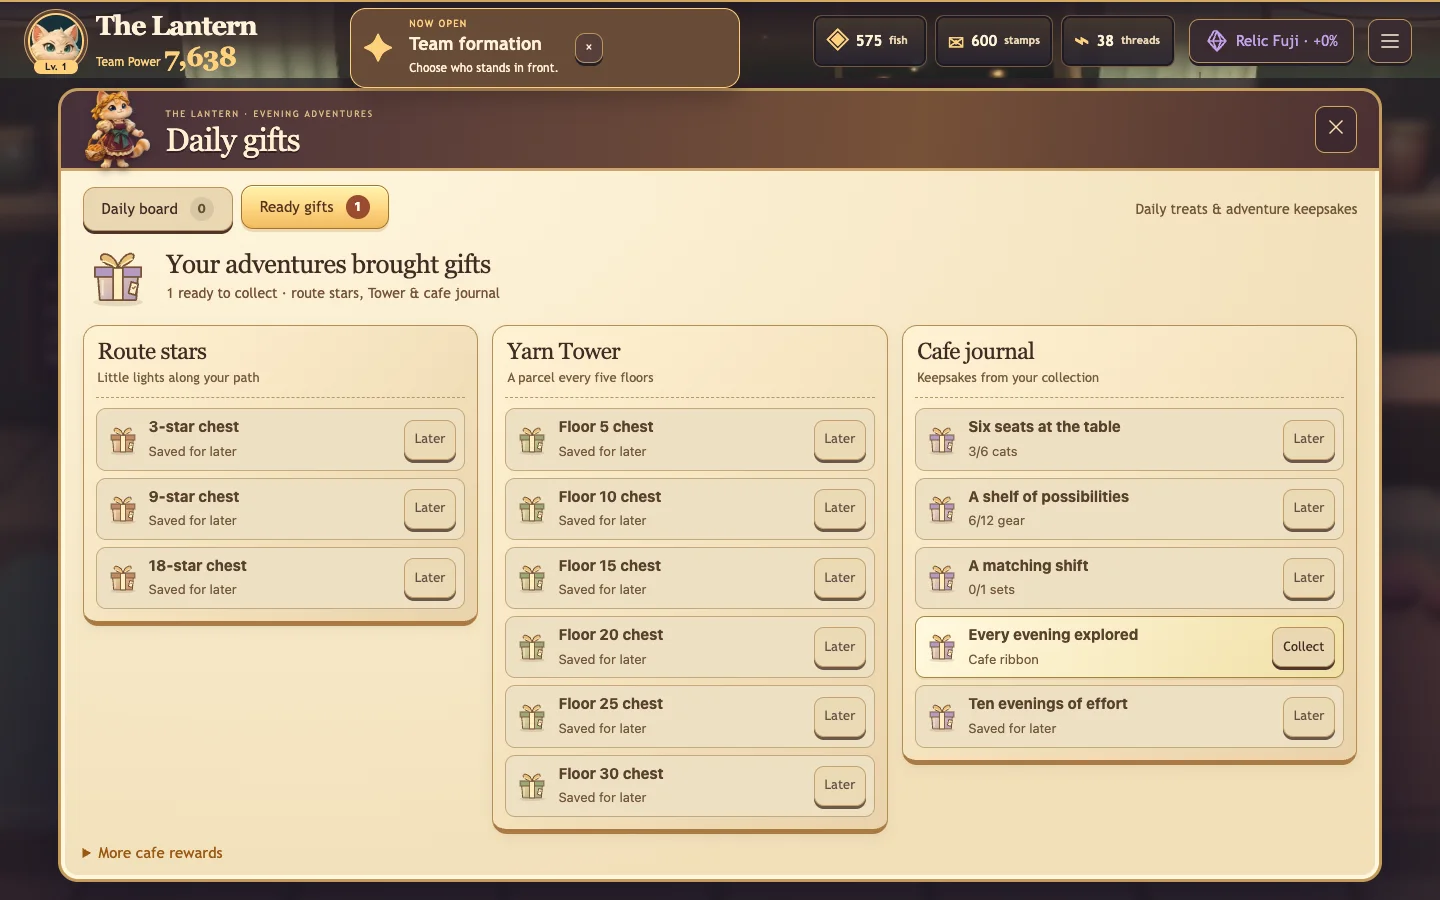 The Lantern
Lv. 1
Team Power 7,638
NOW OPEN
Team formation
Choose who stands in front.
×
575 fish
600 stamps
38 threads
Relic Fuji · +0%
THE LANTERN · EVENING ADVENTURES
Daily gifts
Daily board 0
Ready gifts 1
Daily treats & adventure keepsakes
Your adventures brought gifts
1 ready to collect · route stars, Tower & cafe journal
Route stars
Little lights along your path
3-star chest
Saved for later
Later
9-star chest
Saved for later
Later
18-star chest
Saved for later
Later
Yarn Tower
A parcel every five floors
Floor 5 chest
Saved for later
Later
Floor 10 chest
Saved for later
Later
Floor 15 chest
Saved for later
Later
Floor 20 chest
Saved for later
Later
Floor 25 chest
Saved for later
Later
Floor 30 chest
Saved for later
Later
Cafe journal
Keepsakes from your collection
Six seats at the table
3/6 cats
Later
A shelf of possibilities
6/12 gear
Later
A matching shift
0/1 sets
Later
Every evening explored
Cafe ribbon
Collect
Ten evenings of effort
Saved for later
Later
More cafe rewards